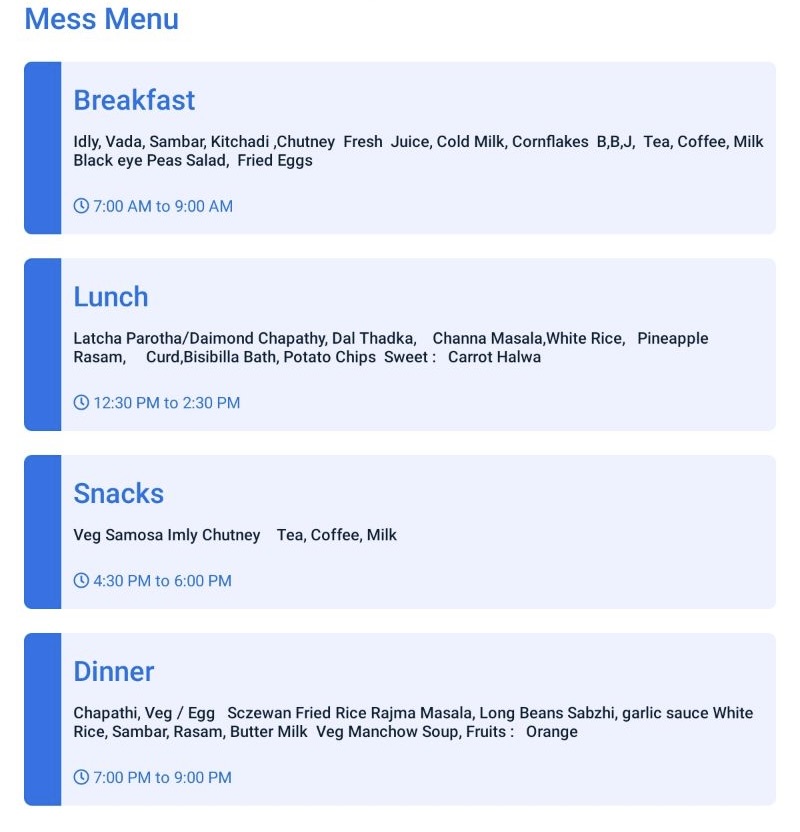 Mess Menu
Breakfast
Idly, Vada, Sambar, Kitchadi ,Chutney  Fresh  Juice, Cold Milk, Cornflakes  B,B,J,  Tea, Coffee, Milk
Black eye Peas Salad,  Fried Eggs
7:00 AM to 9:00 AM
Lunch
Latcha Parotha/Daimond Chapathy, Dal Thadka,    Channa Masala,White Rice,   Pineapple
Rasam,     Curd,Bisibilla Bath, Potato Chips  Sweet :   Carrot Halwa
12:30 PM to 2:30 PM
Snacks
Veg Samosa Imly Chutney    Tea, Coffee, Milk
4:30 PM to 6:00 PM
Dinner
Chapathi, Veg / Egg   Sczewan Fried Rice Rajma Masala, Long Beans Sabzhi, garlic sauce White
Rice, Sambar, Rasam, Butter Milk  Veg Manchow Soup, Fruits :   Orange
7:00 PM to 9:00 PM